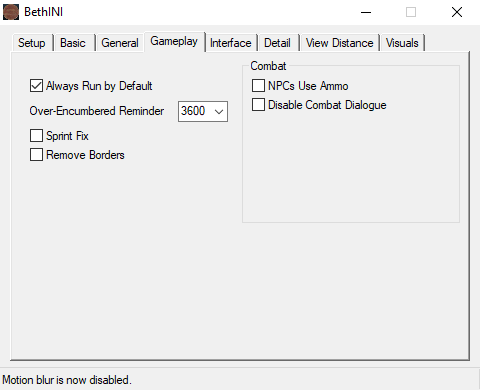 BethINI
Setup Basic General Gameplay Interface Detail View Distance Visuals
Always Run by Default
Over-Encumbered Reminder 3600
Sprint Fix
Remove Borders
Combat
NPCs Use Ammo
Disable Combat Dialogue
Motion blur is now disabled.